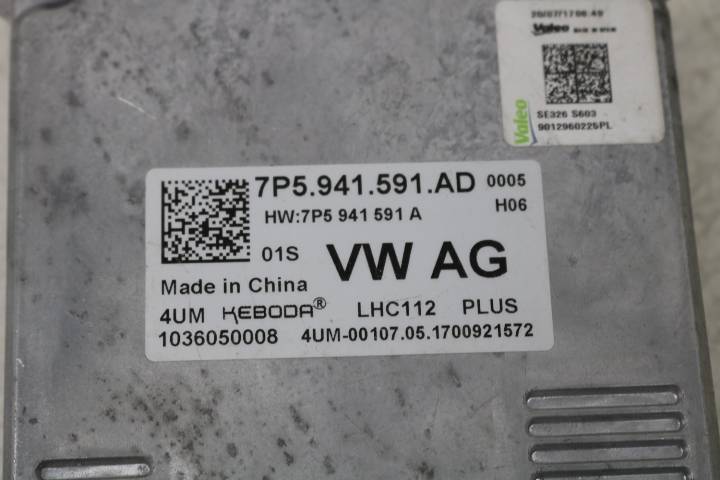 Valeo
Valeo
SE326 S603
9012960225PL
7P5.941.591.AD 0005
HW:7P5 941 591 A H06
01S VW AG
Made in China
4UM KEBODA® LHC112 PLUS
1036050008 4UM-00107.05.1700921572